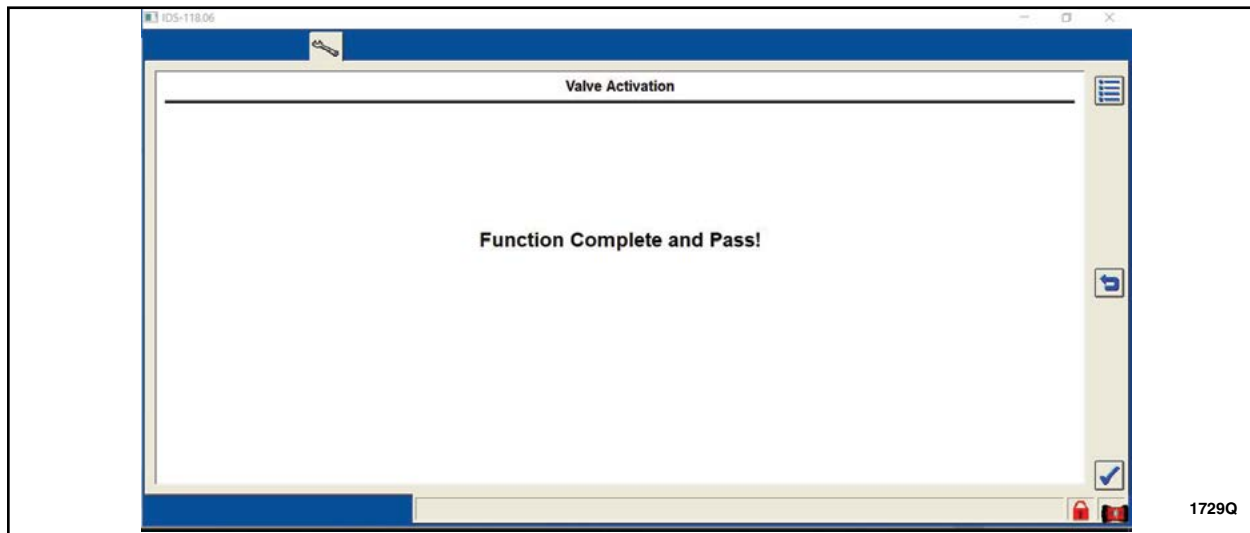 IDS-118.06
Valve Activation
Function Complete and Pass!
1729Q